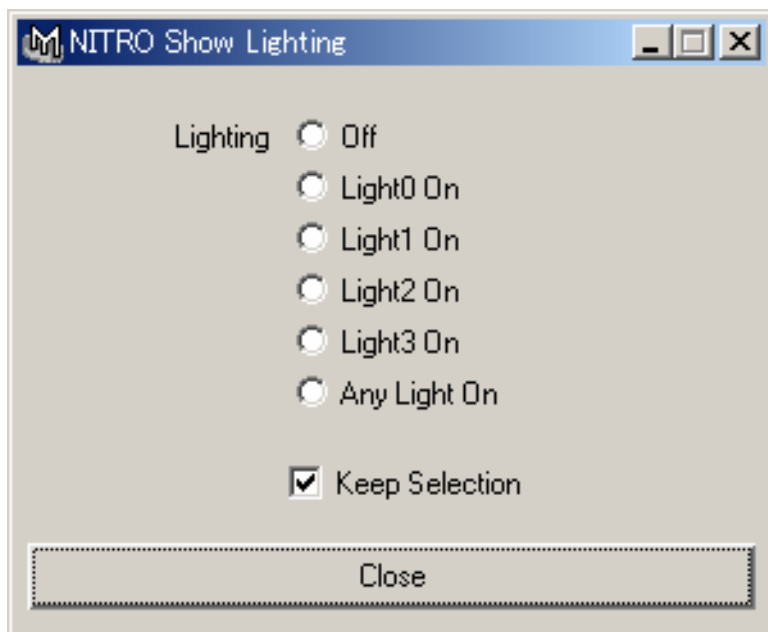 NITRO Show Lighting
Lighting Off
Light0 On
Light1 On
Light2 On
Light3 On
Any Light On
Keep Selection
Close